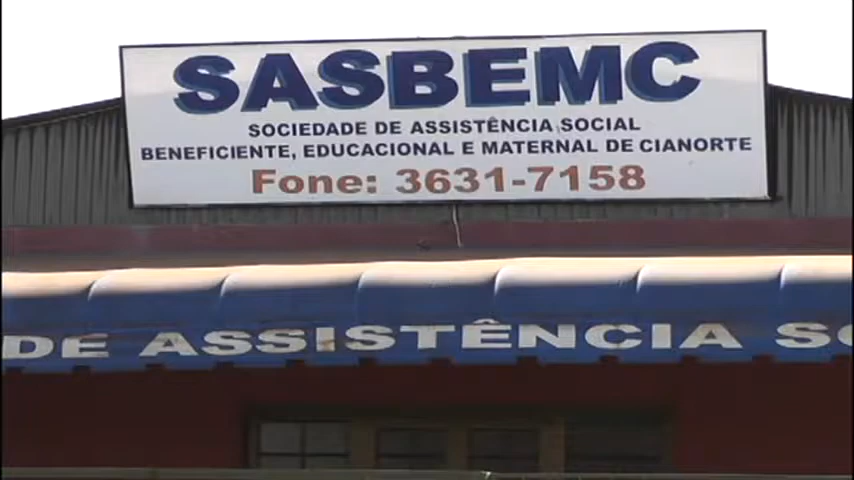 SASBEMC
SOCIEDADE DE ASSISTÊNCIA SOCIAL
BENEFICIENTE, EDUCACIONAL E MATERNAL DE CIANORTE
Fone: 3631-7158
DE ASSISTÊNCIA SO